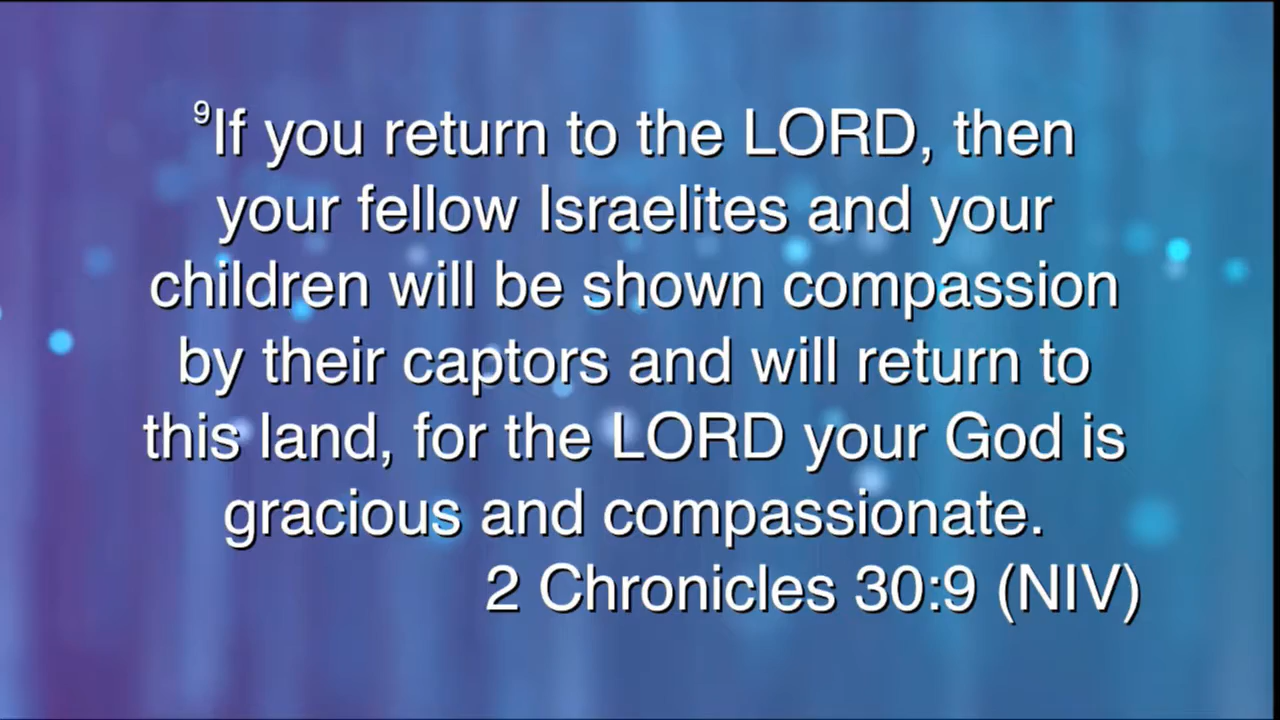 ⁹If you return to the LORD, then
your fellow Israelites and your
children will be shown compassion
by their captors and will return to
this land, for the LORD your God is
gracious and compassionate.
2 Chronicles 30:9 (NIV)